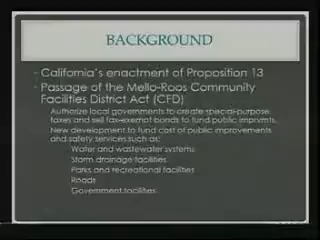 BACKGROUND
· California's enactment of Proposition 13
· Passage of the Mello-Roos Community
Facilities District Act (CFD)
Authorize local governments to create special-purpose
taxes and sell tax-exempt bonds to fund public imprvmts.
New development to fund cost of public improvements
and safety services such as:
Water and wastewater systems
Storm drainage facilities
Parks and recreational facilities
Roads
Government facilities